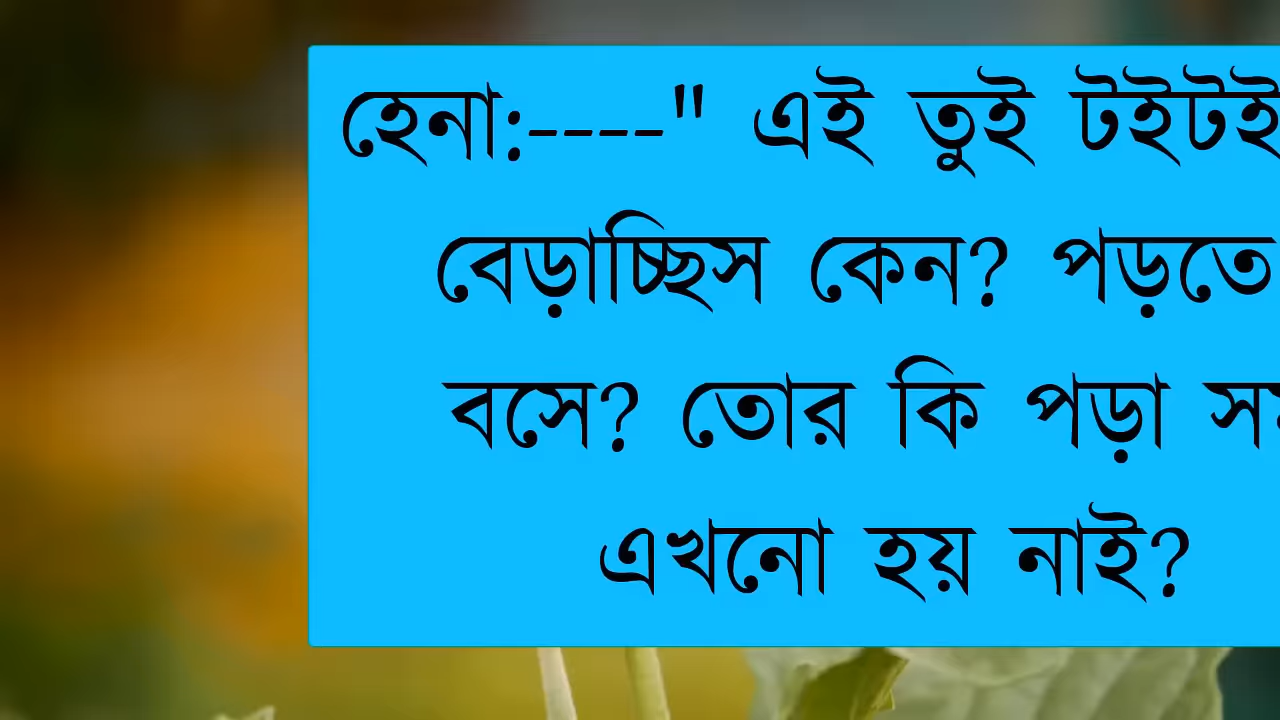 হেনা:----" এই তুই টইটই
বেড়াচ্ছিস কেন? পড়তে
বসে? তোর কি পড়া
এখনো হয় নাই?